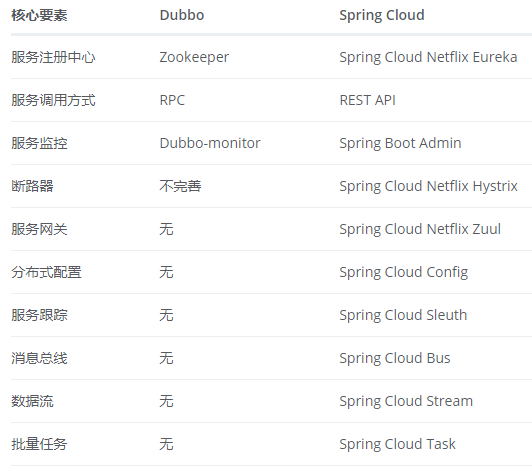 核心要素 Dubbo Spring Cloud
服务注册中心 Zookeeper Spring Cloud Netflix Eureka
服务调用方式 RPC REST API
服务监控 Dubbo-monitor Spring Boot Admin
断路器 不完善 Spring Cloud Netflix Hystrix
服务网关 无 Spring Cloud Netflix Zuul
分布式配置 无 Spring Cloud Config
服务跟踪 无 Spring Cloud Sleuth
消息总线 无 Spring Cloud Bus
数据流 无 Spring Cloud Stream
批量任务 无 Spring Cloud Task